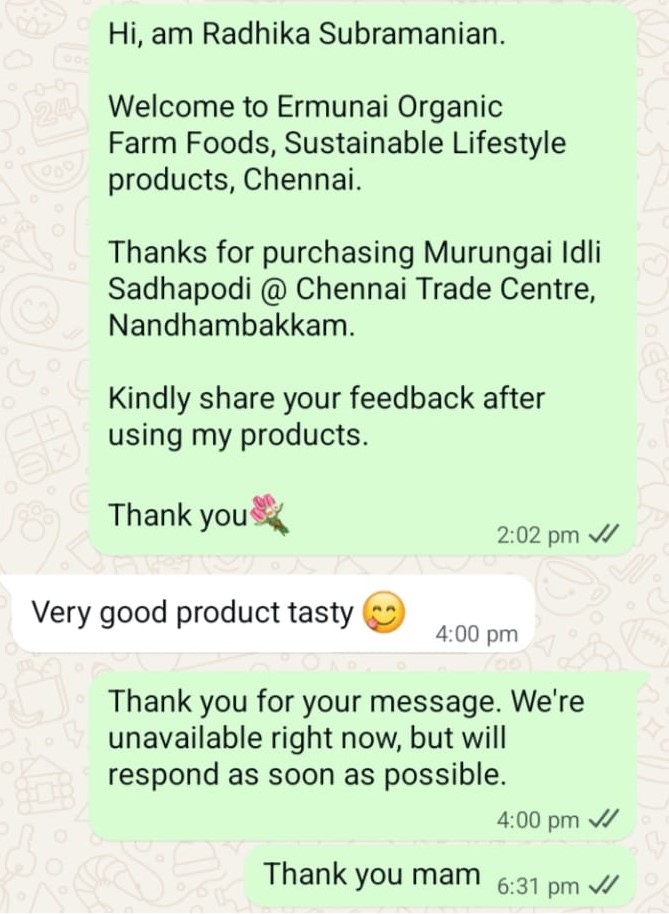 Hi, am Radhika Subramanian.
Welcome to Ermunai Organic
Farm Foods, Sustainable Lifestyle
products, Chennai.
Thanks for purchasing Murungai Idli
Sadhapodi @ Chennai Trade Centre,
Nandhambakkam.
Kindly share your feedback after
using my products.
Thank you💐
2:02 pm
Very good product tasty 😋
4:00 pm
Thank you for your message. We're
unavailable right now, but will
respond as soon as possible.
4:00 pm
Thank you mam
6:31 pm